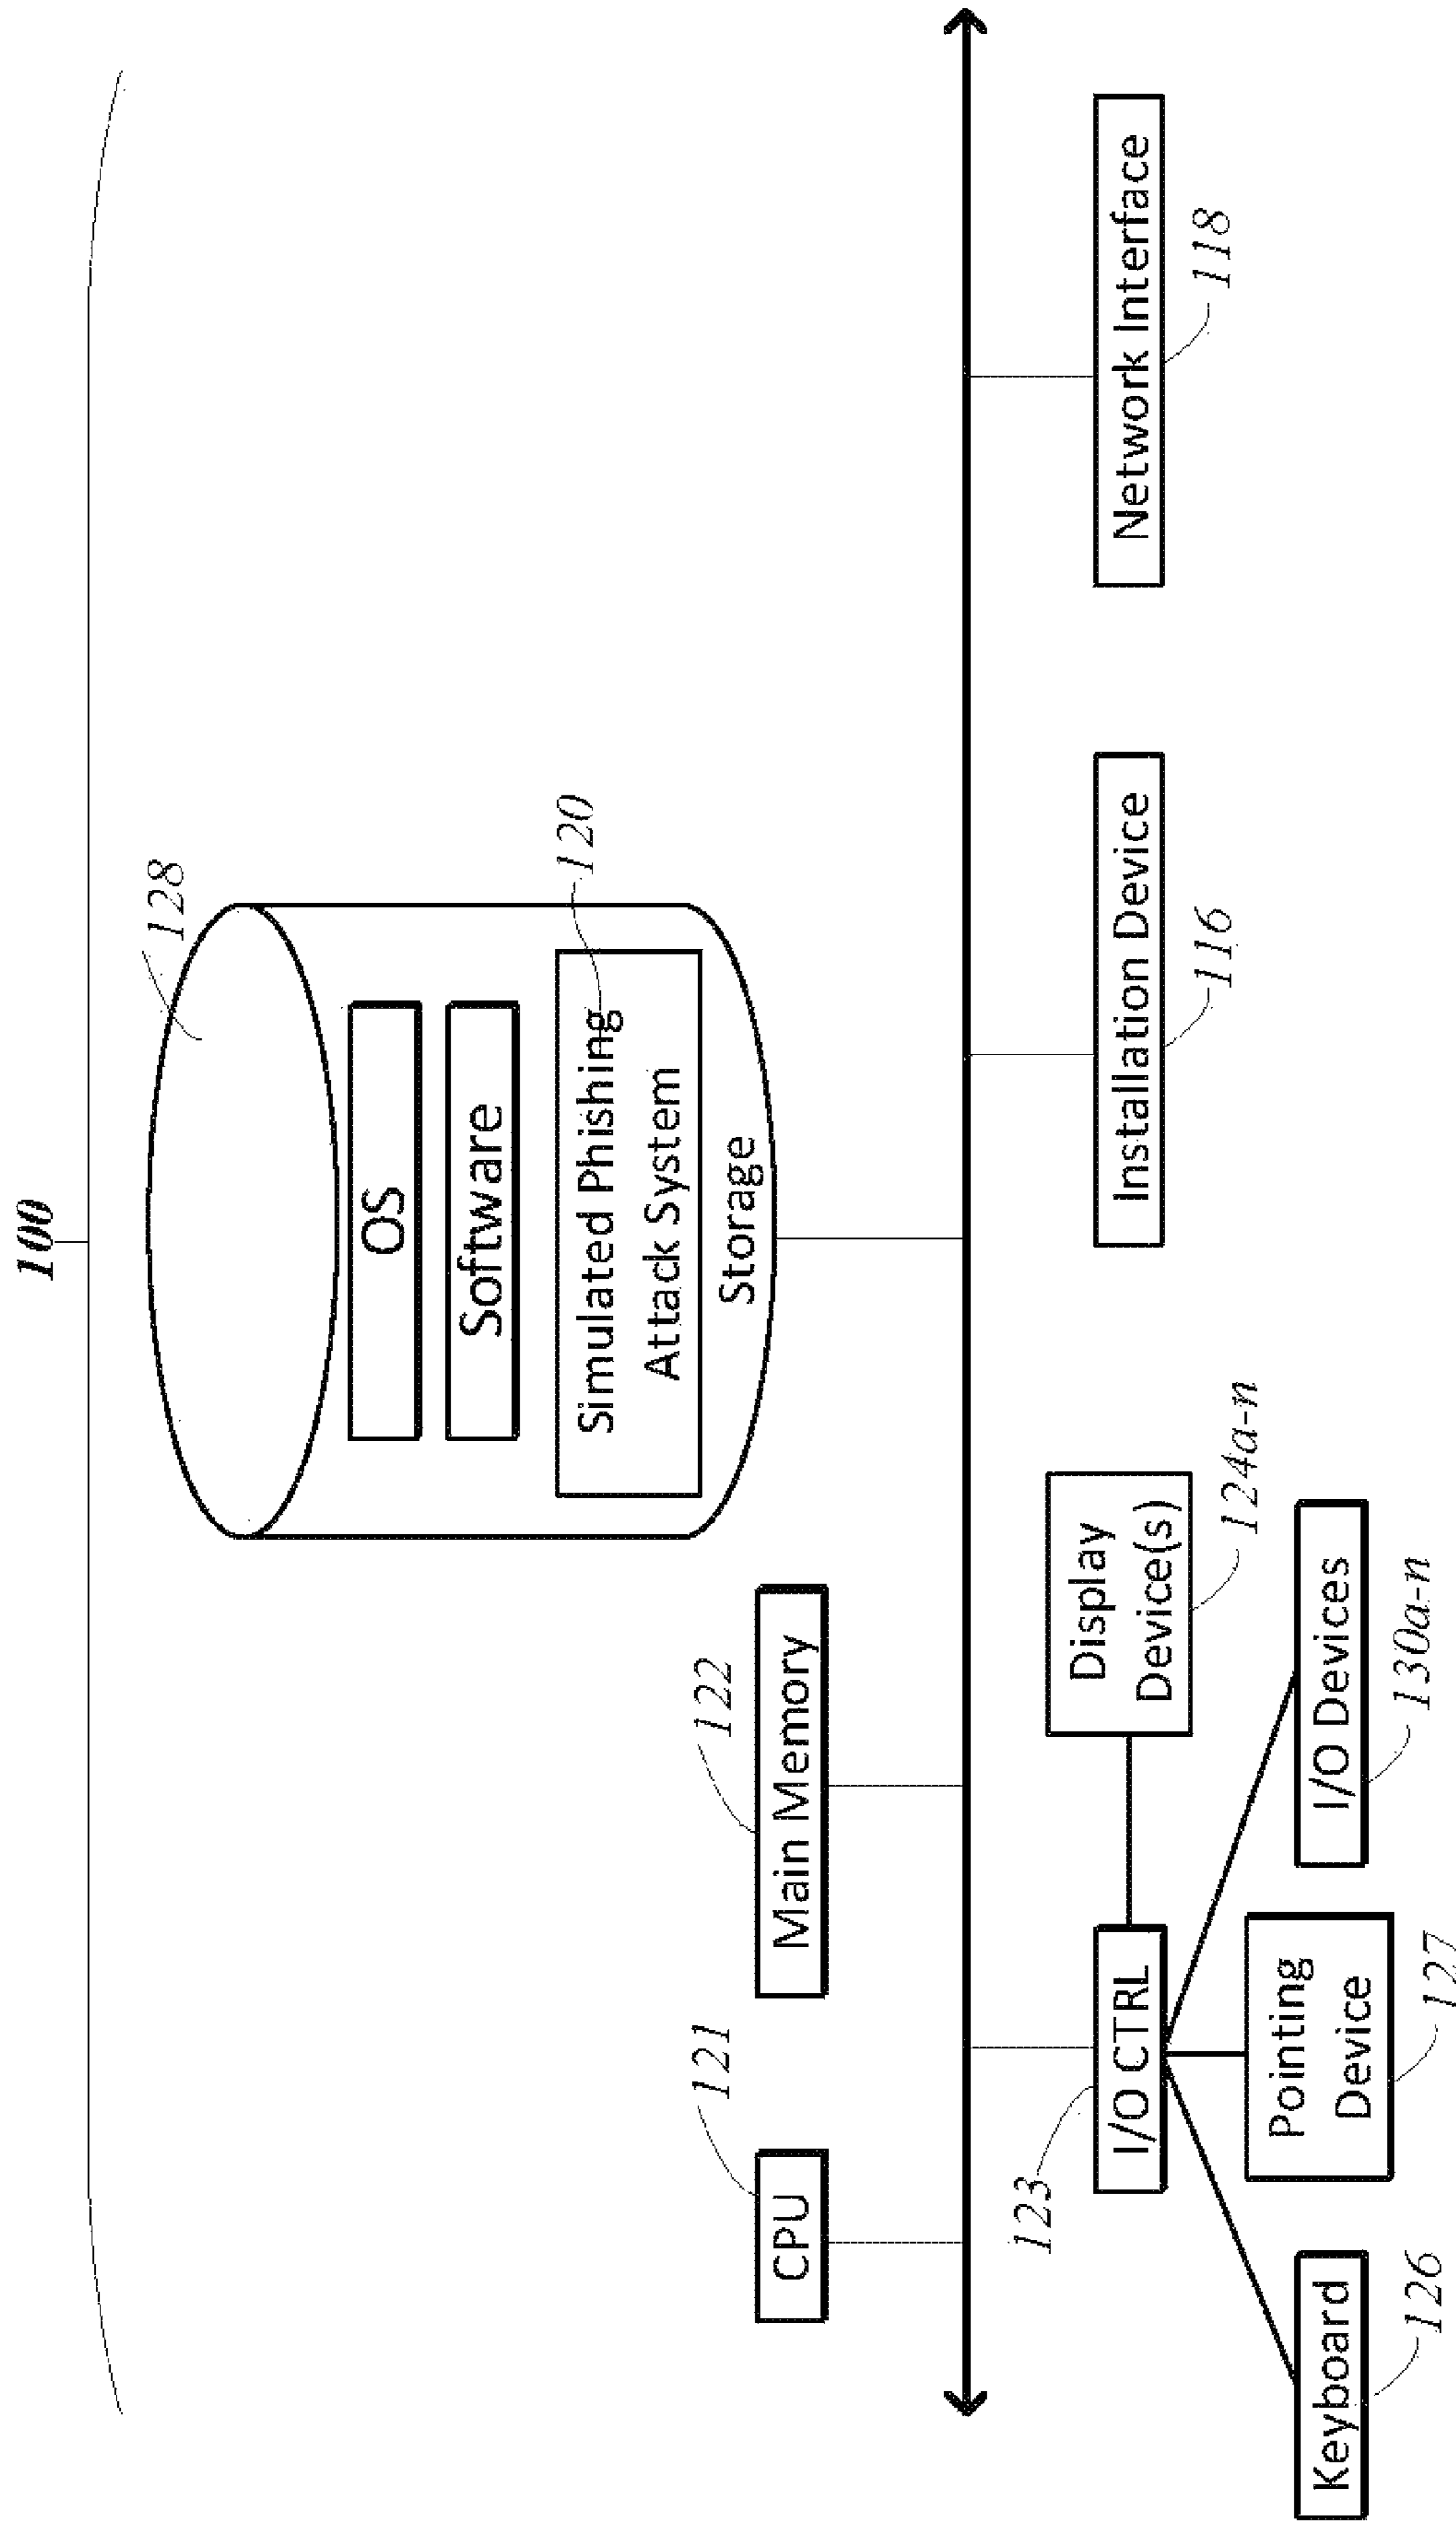 100
128
OS
Software
120
Simulated Phishing
Attack System
Storage
121
CPU
122
Main Memory
123
I/O CTRL
Display
Device(s)
124a-n
Installation Device
116
Network Interface
118
Keyboard
126
Pointing
Device
127
I/O Devices
130a-n